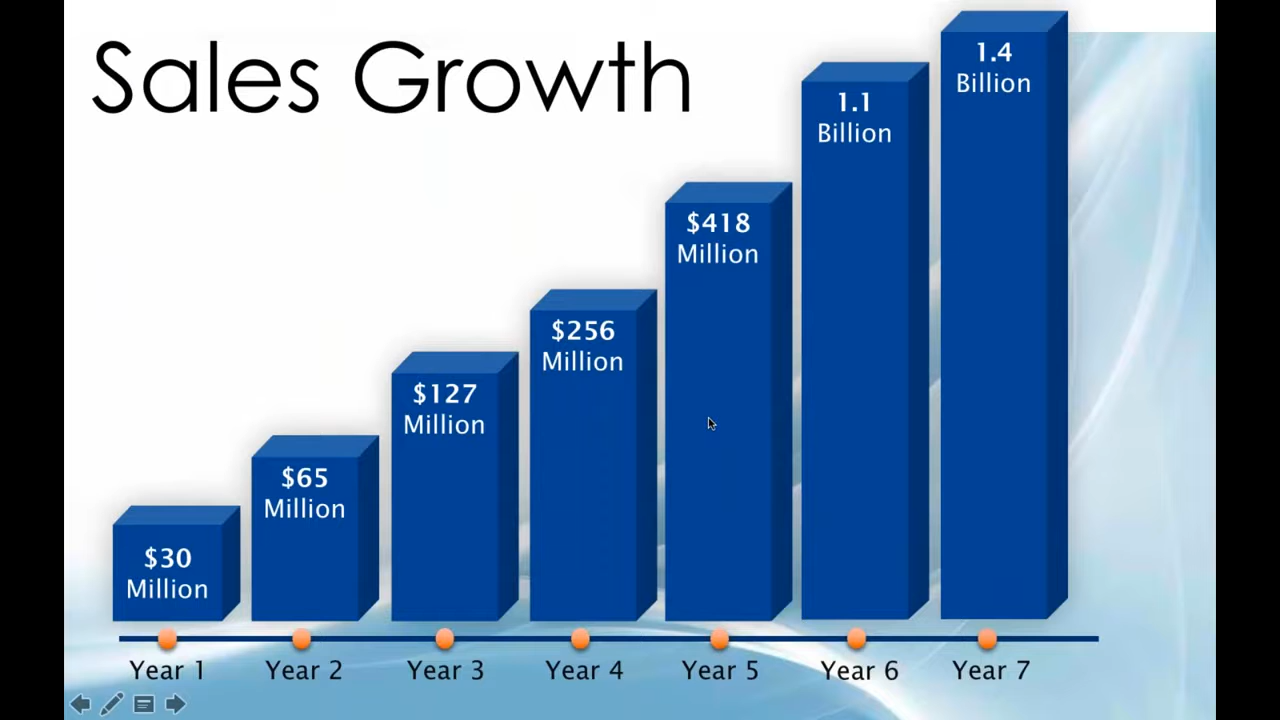 Sales Growth
$30
Million
$65
Million
$127
Million
$256
Million
$418
Million
1.1
Billion
1.4
Billion
Year 1
Year 2
Year 3
Year 4
Year 5
Year 6
Year 7